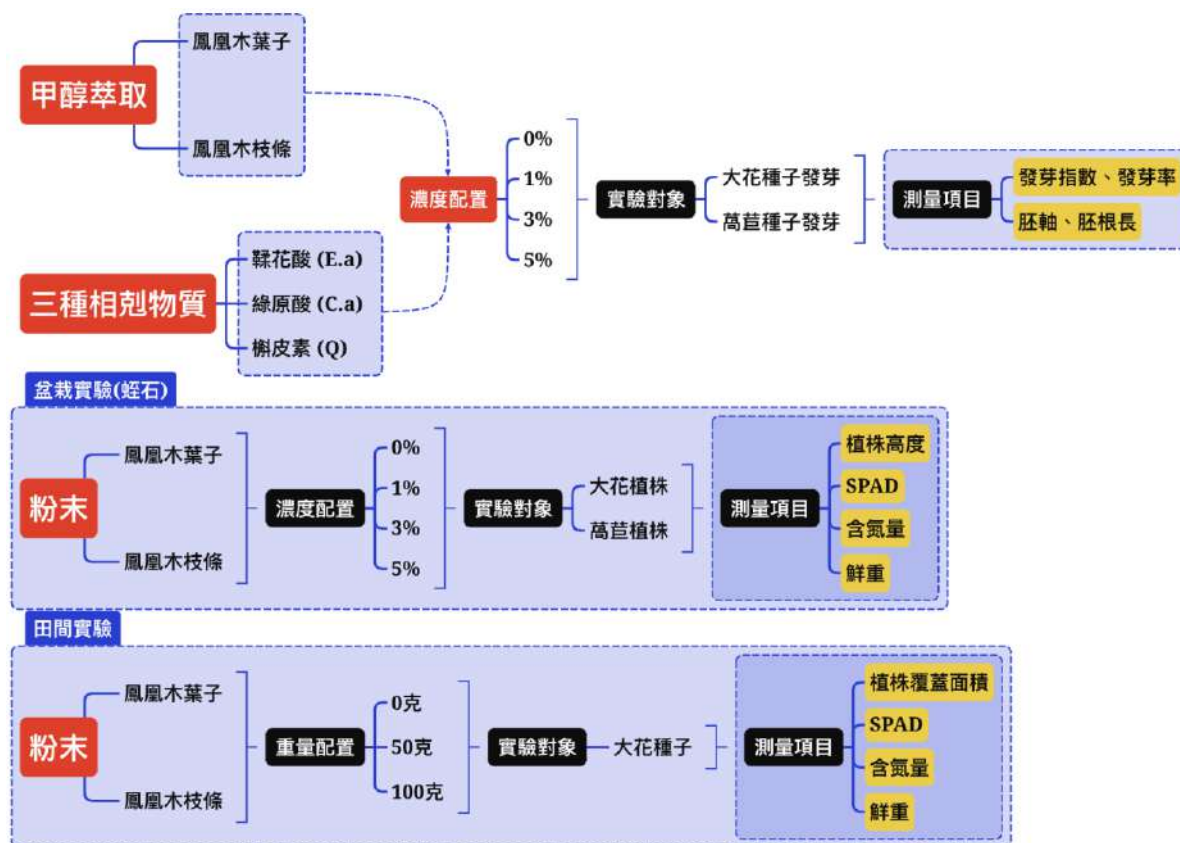 甲醇萃取
鳳凰木葉子
鳳凰木枝條
三種相剋物質
鞣花酸 (E.a)
綠原酸 (C.a)
槲皮素 (Q)
濃度配置
0%
1%
3%
5%
實驗對象
大花種子發芽
萵苣種子發芽
測量項目
發芽指數、發芽率
胚軸、胚根長
盆栽實驗(蛭石)
粉末
鳳凰木葉子
鳳凰木枝條
濃度配置
0%
1%
3%
5%
實驗對象
大花植株
萵苣植株
測量項目
植株高度
SPAD
含氮量
鮮重
田間實驗
粉末
鳳凰木葉子
鳳凰木枝條
重量配置
0克
50克
100克
實驗對象
大花種子
測量項目
植株覆蓋面積
SPAD
含氮量
鮮重